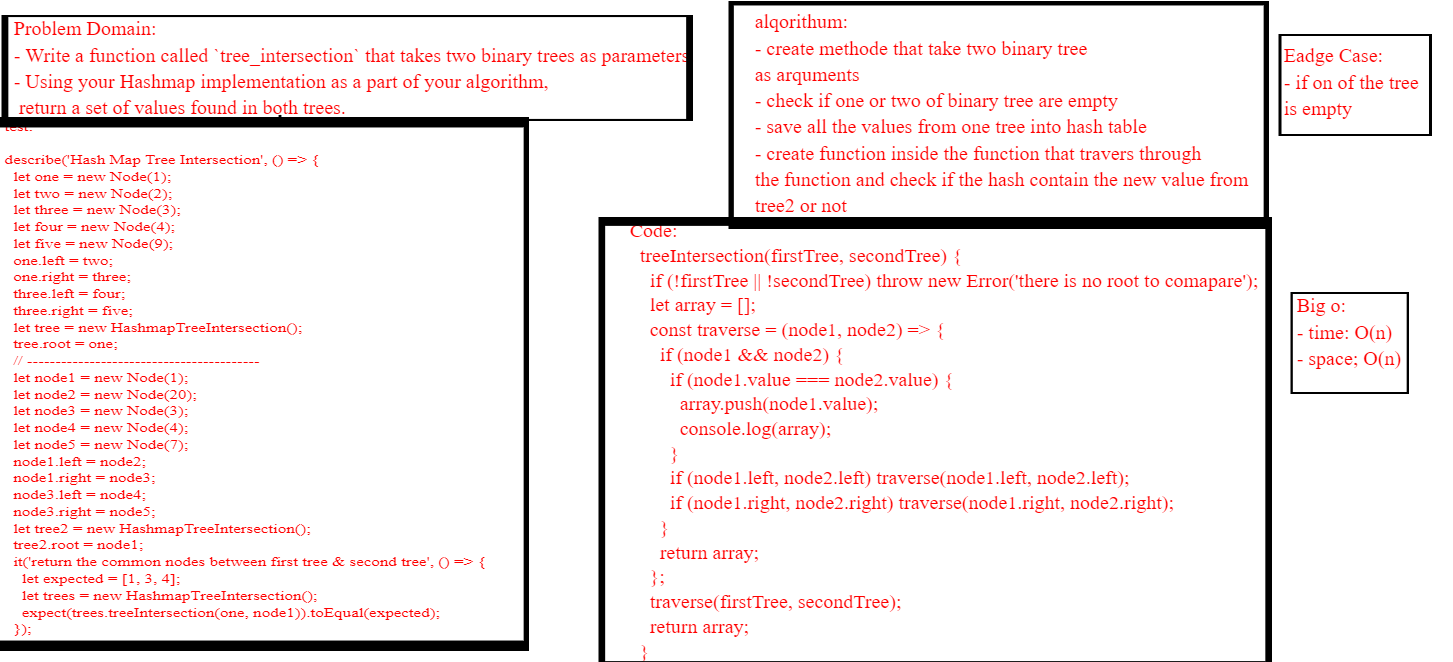 Problem Domain:
- Write a function called `tree_intersection` that takes two binary trees as parameters
- Using your Hashmap implementation as a part of your algorithm,
return a set of values found in both trees.
test:
describe('Hash Map Tree Intersection', () => {
let one = new Node(1);
let two = new Node(2);
let three = new Node(3);
let four = new Node(4);
let five = new Node(9);
one.left = two;
one.right = three;
three.left = four;
three.right = five;
let tree = new HashmapTreeIntersection();
tree.root = one;
// -----------------------------------------
let node1 = new Node(1);
let node2 = new Node(20);
let node3 = new Node(3);
let node4 = new Node(4);
let node5 = new Node(7);
node1.left = node2;
node1.right = node3;
node3.left = node4;
node3.right = node5;
let tree2 = new HashmapTreeIntersection();
tree2.root = node1;
it('return the common nodes between first tree & second tree', () => {
let expected = [1, 3, 4];
let trees = new HashmapTreeIntersection();
expect(trees.treeIntersection(one, node1)).toEqual(expected);
});
alqorithum:
- create methode that take two binary tree
as arquments
- check if one or two of binary tree are empty
- save all the values from one tree into hash table
- create function inside the function that travers through
the function and check if the hash contain the new value from
tree2 or not
Code:
treeIntersection(firstTree, secondTree) {
if (!firstTree || !secondTree) throw new Error('there is no root to comapare');
let array = [];
const traverse = (node1, node2) => {
if (node1 && node2) {
if (node1.value === node2.value) {
array.push(node1.value);
console.log(array);
}
if (node1.left, node2.left) traverse(node1.left, node2.left);
if (node1.right, node2.right) traverse(node1.right, node2.right);
}
return array;
};
traverse(firstTree, secondTree);
return array;
}
Eadge Case:
- if on of the tree
is empty
Big o:
- time: O(n)
- space; O(n)